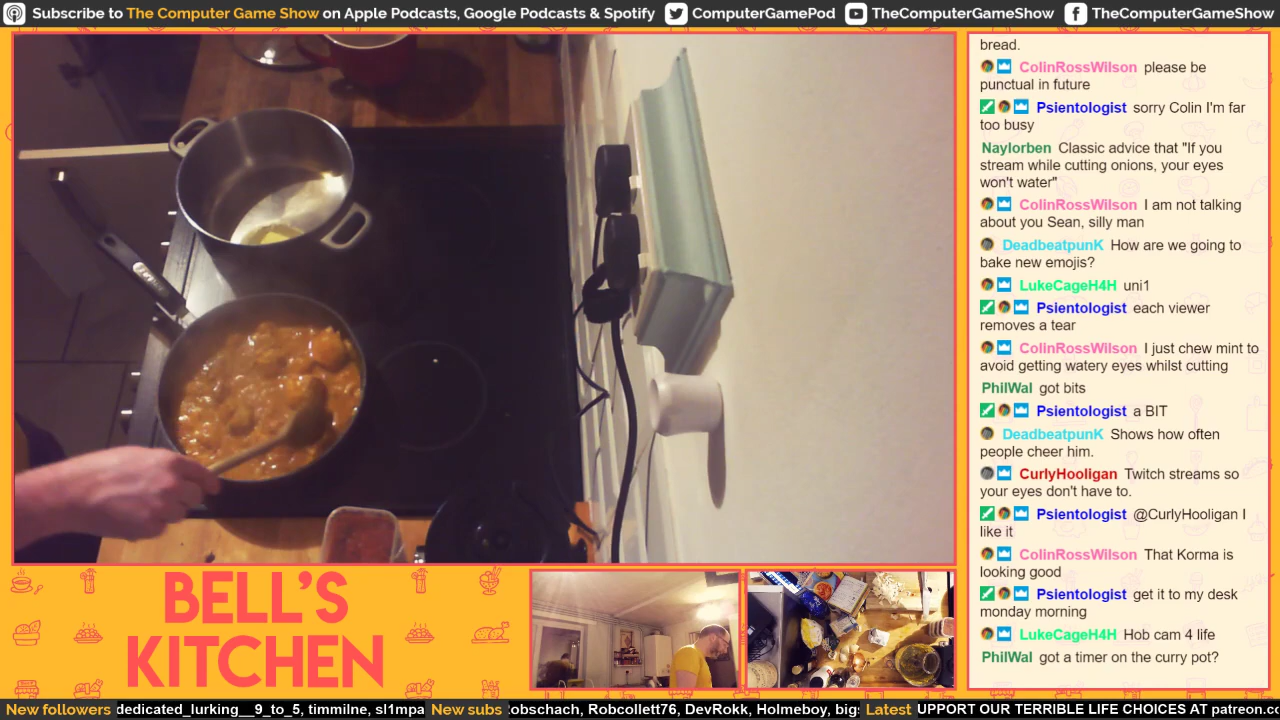 Subscribe to The Computer Game Show on Apple Podcasts, Google Podcasts & Spotify ComputerGamePod TheComputerGameShow TheComputerGameShow
bread.
ColinRossWilson please be
punctual in future
Psientologist sorry Colin I'm far
too busy
Naylorben Classic advice that "If you
stream while cutting onions, your eyes
won't water"
ColinRossWilson I am not talking
about you Sean, silly man
DeadbeatpunK How are we going to
bake new emojis?
LukeCageH4H uni1
Psientologist each viewer
removes a tear
ColinRossWilson I just chew mint to
avoid getting watery eyes whilst cutting
PhilWal got bits
Psientologist a BIT
DeadbeatpunK Shows how often
people cheer him.
CurlyHooligan Twitch streams so
your eyes don't have to.
Psientologist @CurlyHooligan I
like it
ColinRossWilson That Korma is
looking good
Psientologist get it to my desk
monday morning
LukeCageH4H Hob cam 4 life
PhilWal got a timer on the curry pot?
BELL'S
KITCHEN
New followers dedicated_lurking__9_to_5, timmilne, sl1mpa New subs obschach, Robcollett76, DevRokk, Holmeboy, big Latest UPPORT OUR TERRIBLE LIFE CHOICES AT patreon.c